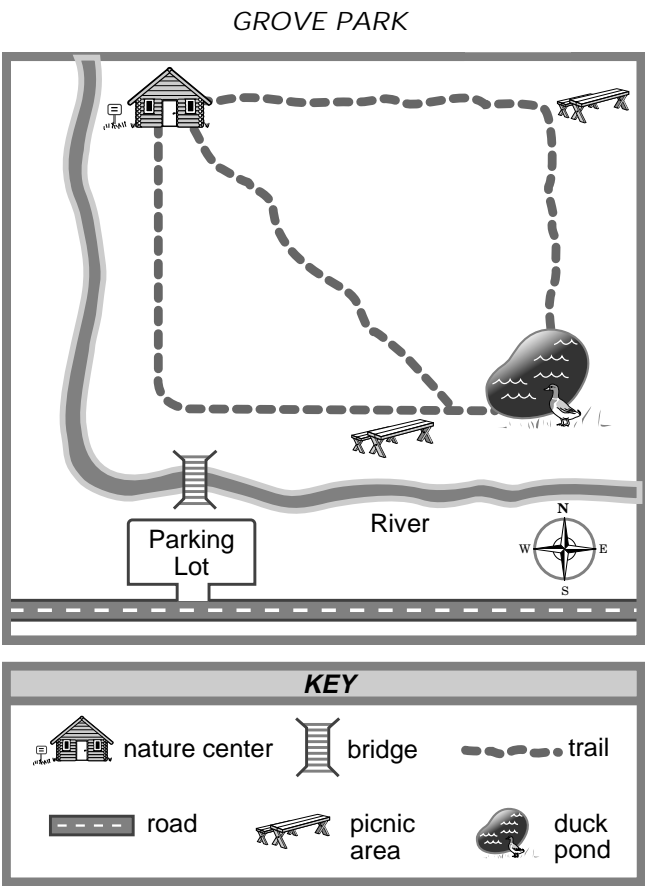 GROVE PARK
Parking
Lot
River
N
W
E
S
KEY
nature center
bridge
trail
road
picnic
area
duck
pond